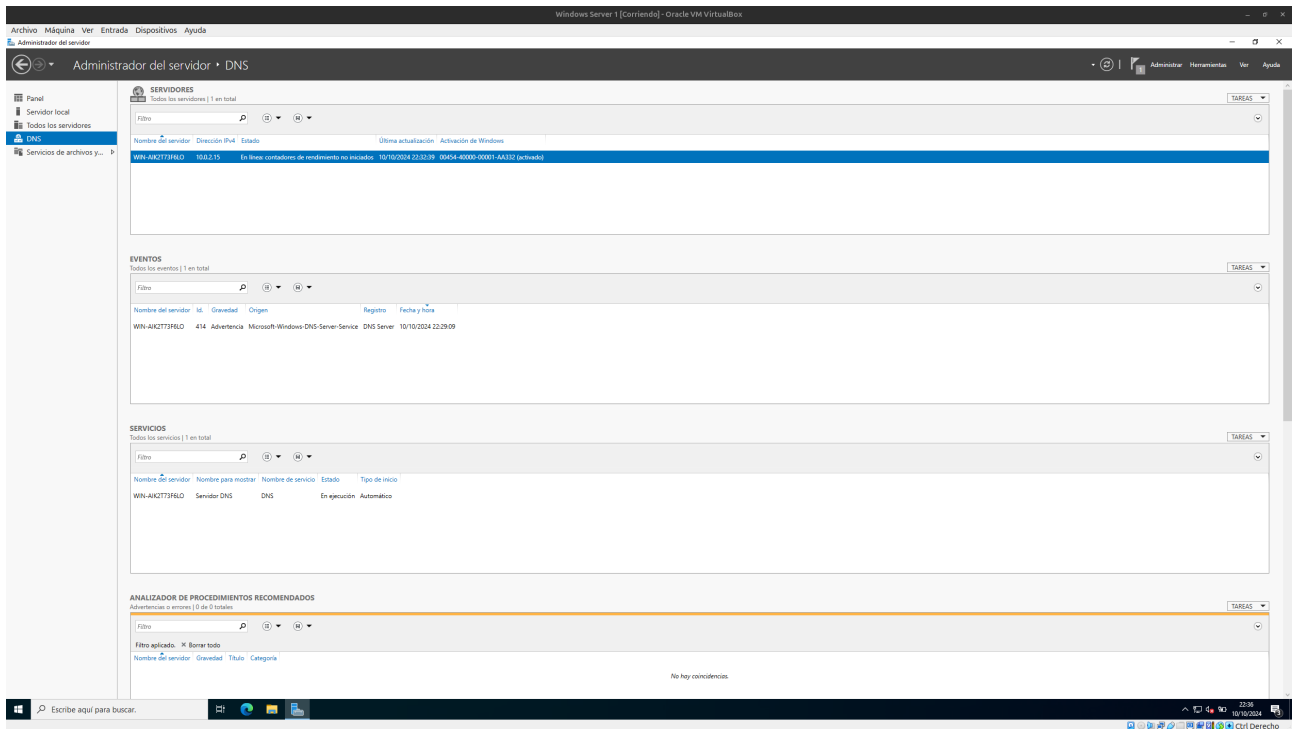 Windows Server 1 [Corriendo] - Oracle VM VirtualBox
Archivo Máquina Ver Entrada Dispositivos Ayuda
Administrador del servidor
Administrador del servidor DNS
Administrar Herramientas Ver Ayuda
1
Panel
Servidor local
Todos los servidores
DNS
Servicios de archivos y...
SERVIDORES
Todos los servidores | 1 en total
TAREAS
Filtro
Nombre del servidor Dirección IPv4 Estado Última actualización Activación de Windows
WIN-AIK2T73F6LO 10.0.2.15 En línea: contadores de rendimiento no iniciados 10/10/2024 22:32:39 00454-40000-00001-AA332 (activado)
EVENTOS
Todos los eventos | 1 en total
TAREAS
Filtro
Nombre del servidor Id. Gravedad Origen Registro Fecha y hora
WIN-AIK2T73F6LO 414 Advertencia Microsoft-Windows-DNS-Server-Service DNS Server 10/10/2024 22:29:09
SERVICIOS
Todos los servicios | 1 en total
TAREAS
Filtro
Nombre del servidor Nombre para mostrar Nombre de servicio Estado Tipo de inicio
WIN-AIK2T73F6LO Servidor DNS DNS En ejecución Automático
ANALIZADOR DE PROCEDIMIENTOS RECOMENDADOS
Advertencias o errores | 0 de 0 totales
TAREAS
Filtro
Filtro aplicado. × Borrar todo
Nombre del servidor Gravedad Título Categoría
No hay coincidencias.
Escribe aquí para buscar.
22:36
10/10/2024
Ctrl Derecho